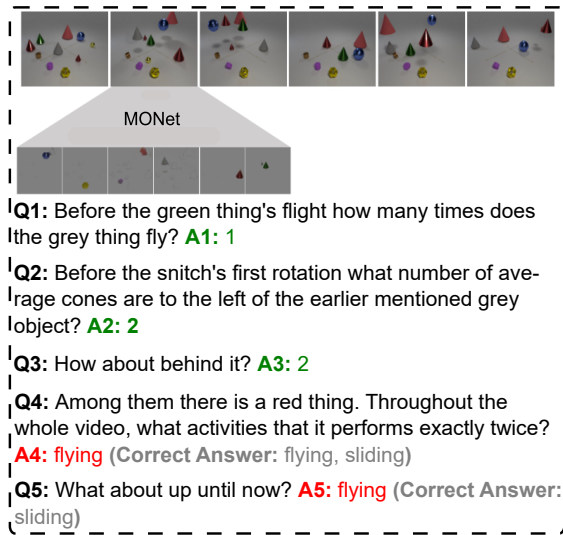 MONet
Q1: Before the green thing's flight how many times does
the grey thing fly? A1: 1
Q2: Before the snitch's first rotation what number of ave-
rage cones are to the left of the earlier mentioned grey
object? A2: 2
Q3: How about behind it? A3: 2
Q4: Among them there is a red thing. Throughout the
whole video, what activities that it performs exactly twice?
A4: flying (Correct Answer: flying, sliding)
Q5: What about up until now? A5: flying (Correct Answer:
sliding)